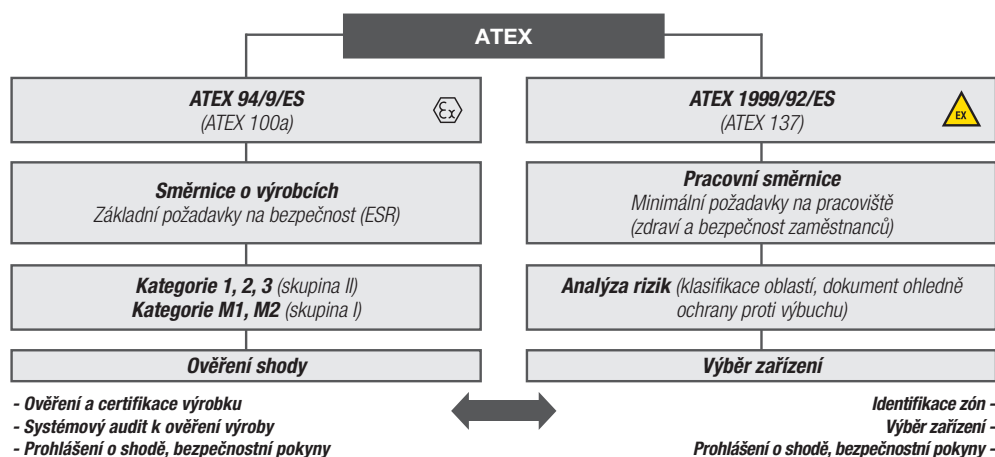 ATEX
ATEX 94/9/ES
(ATEX 100a)
Ex
Směrnice o výrobcích
Základní požadavky na bezpečnost (ESR)
Kategorie 1, 2, 3 (skupina II)
Kategorie M1, M2 (skupina I)
Ověření shody
- Ověření a certifikace výrobku
- Systémový audit k ověření výroby
- Prohlášení o shodě, bezpečnostní pokyny
ATEX 1999/92/ES
(ATEX 137)
EX
Pracovní směrnice
Minimální požadavky na pracoviště
(zdraví a bezpečnost zaměstnanců)
Analýza rizik (klasifikace oblastí, dokument ohledně
ochrany proti výbuchu)
Výběr zařízení
Identifikace zón -
Výběr zařízení -
Prohlášení o shodě, bezpečnostní pokyny -